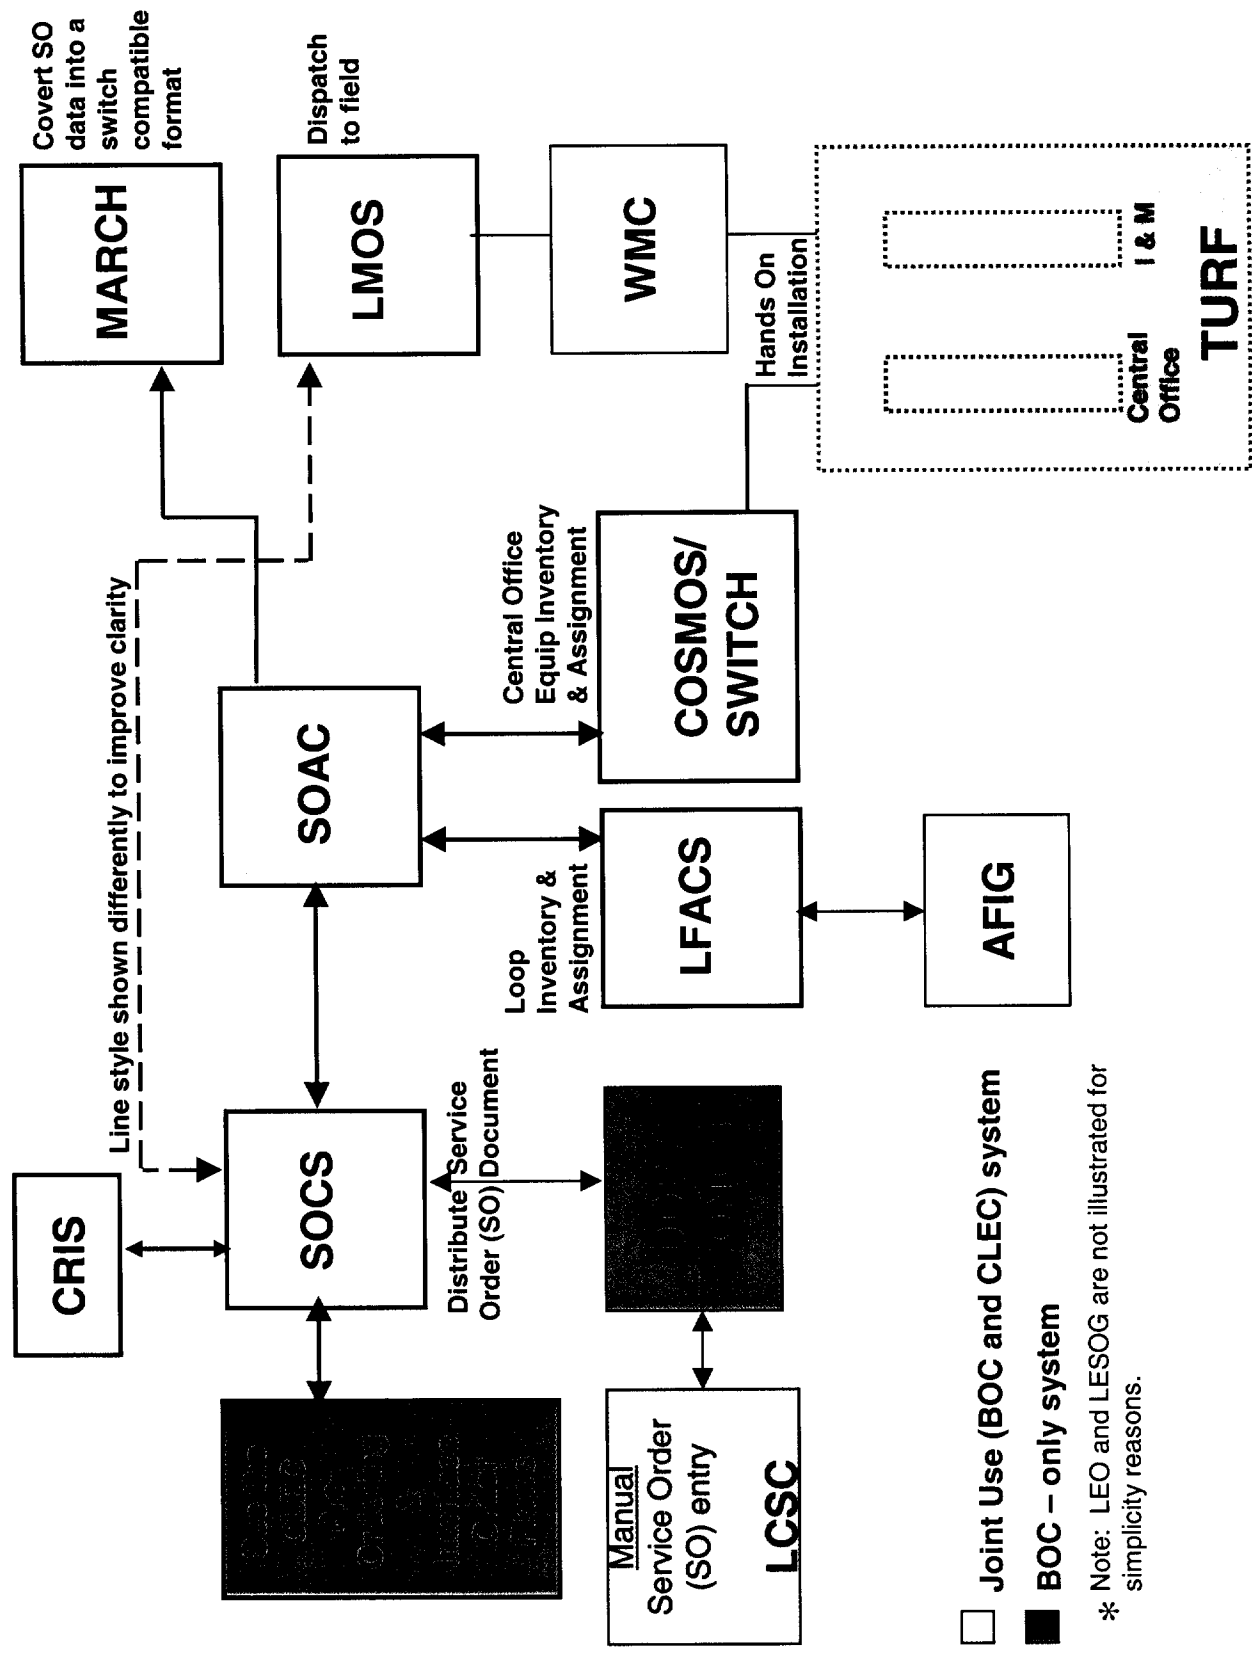 CRIS
Line style shown differently to improve clarity
MARCH
Covert SO
data into a
switch
compatible
format
SOCS
SOAC
LMOS
Dispatch
to field
Distribute Service
Order (SO) Document
Loop
Inventory &
Assignment
Central Office
Equip Inventory
& Assignment
Manual
Service Order
(SO) entry
LCSC
LFACS
COSMOS/
SWITCH
WMC
Hands On
Installation
AFIG
Central
Office
I & M
TURF
Joint Use (BOC and CLEC) system
BOC – only system
* Note: LEO and LESOG are not illustrated for
simplicity reasons.